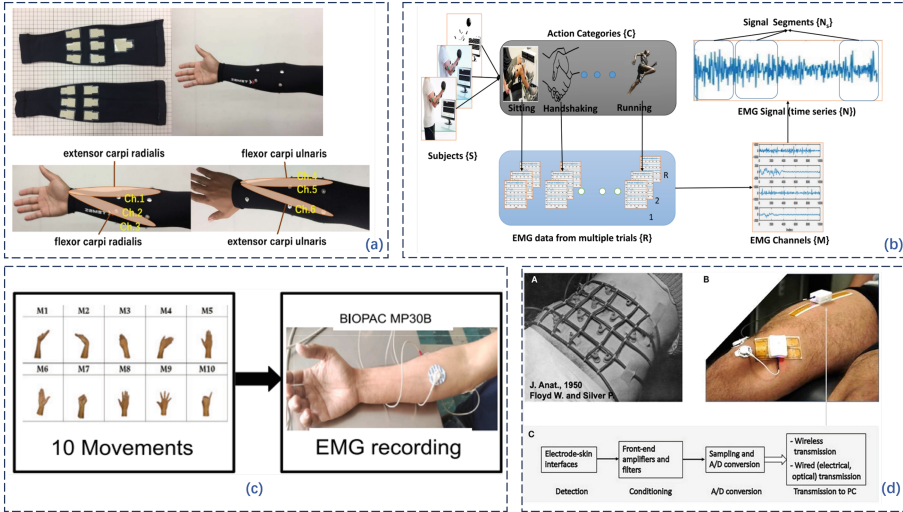 (a)
extensor carpi radialis
flexor carpi ulnaris
Ch.1
Ch.2
Ch.5
Ch.6
flexor carpi radialis
extensor carpi ulnaris
(b)
Action Categories {C}
Sitting
Handshaking
Running
Subjects {S}
R
2
1
EMG data from multiple trials {R}
Signal Segments {Ns}
EMG Signal (time series {N})
EMG Channels {M}
(c)
M1 M2 M3 M4 M5
M6 M7 M8 M9 M10
10 Movements
BIOPAC MP30B
EMG recording
(d)
A
J. Anat., 1950
Floyd W. and Silver P.
B
C
Electrode-skin
interfaces
Front-end
amplifiers and
filters
Sampling and
A/D conversion
- Wireless
transmission
- Wired (electrical,
optical) transmission
Detection
Conditioning
A/D conversion
Transmission to PC